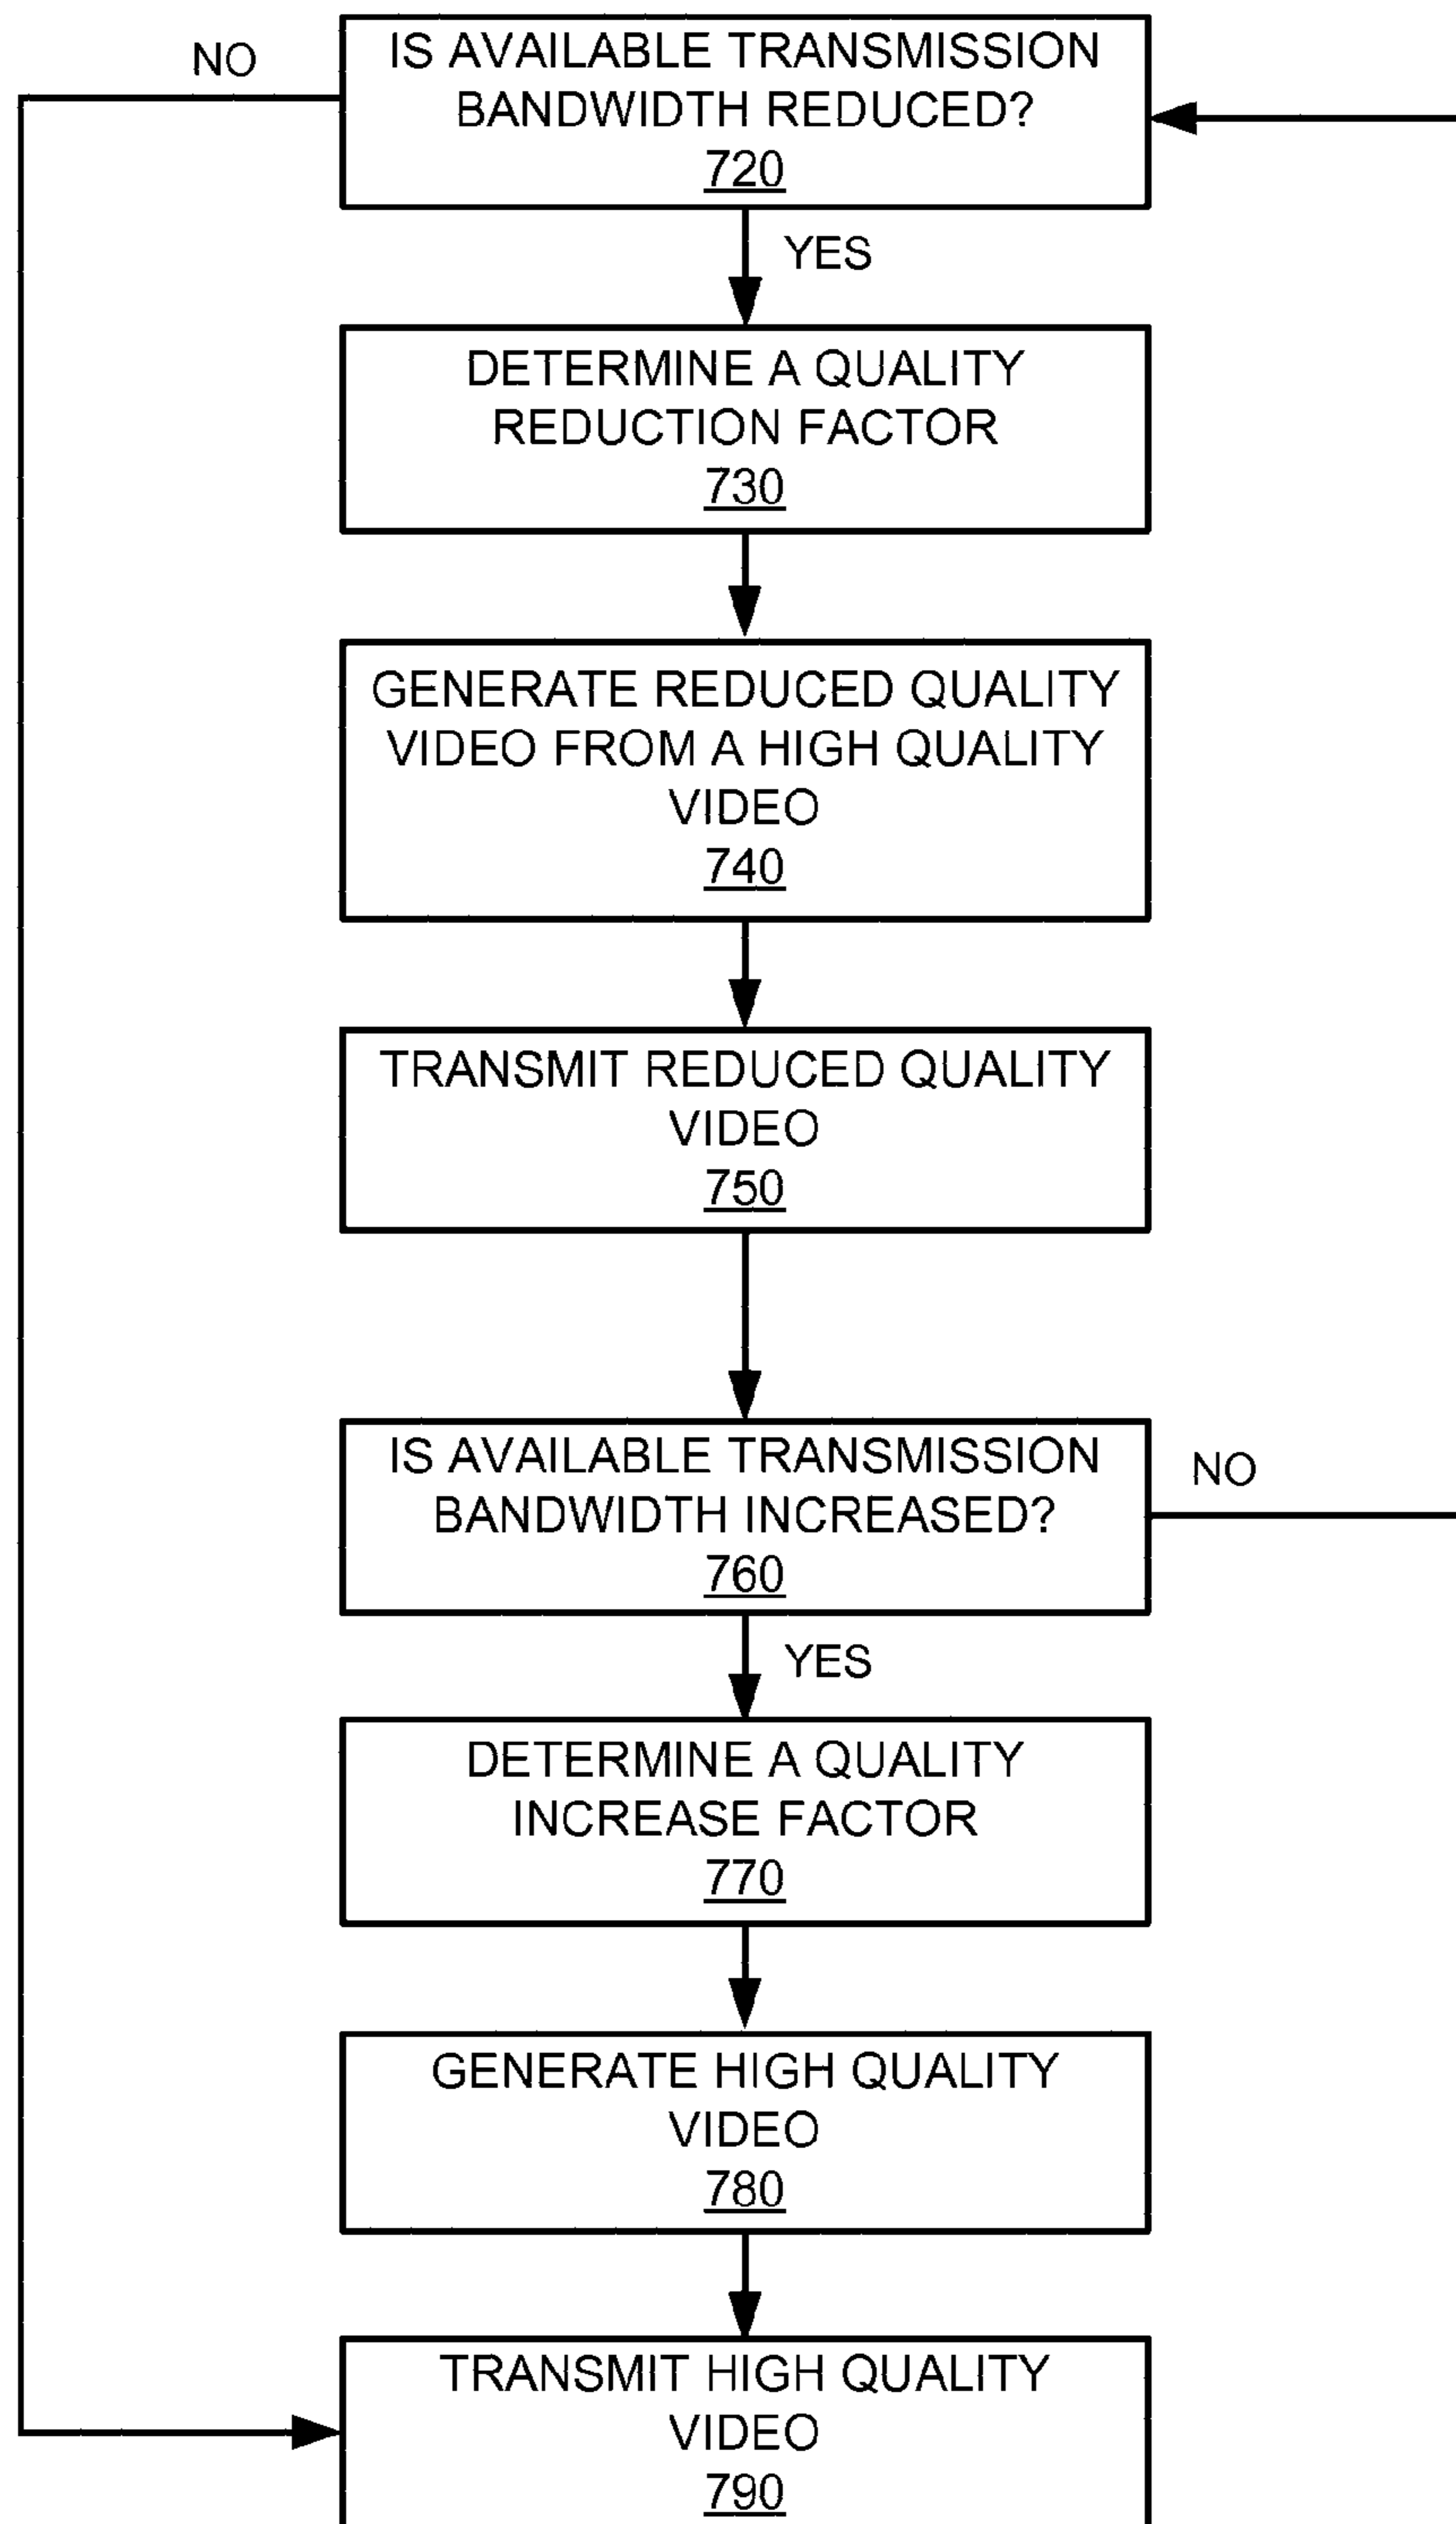 NO
IS AVAILABLE TRANSMISSION
BANDWIDTH REDUCED?
720
YES
DETERMINE A QUALITY
REDUCTION FACTOR
730
GENERATE REDUCED QUALITY
VIDEO FROM A HIGH QUALITY
VIDEO
740
TRANSMIT REDUCED QUALITY
VIDEO
750
IS AVAILABLE TRANSMISSION
BANDWIDTH INCREASED?
760
NO
YES
DETERMINE A QUALITY
INCREASE FACTOR
770
GENERATE HIGH QUALITY
VIDEO
780
TRANSMIT HIGH QUALITY
VIDEO
790